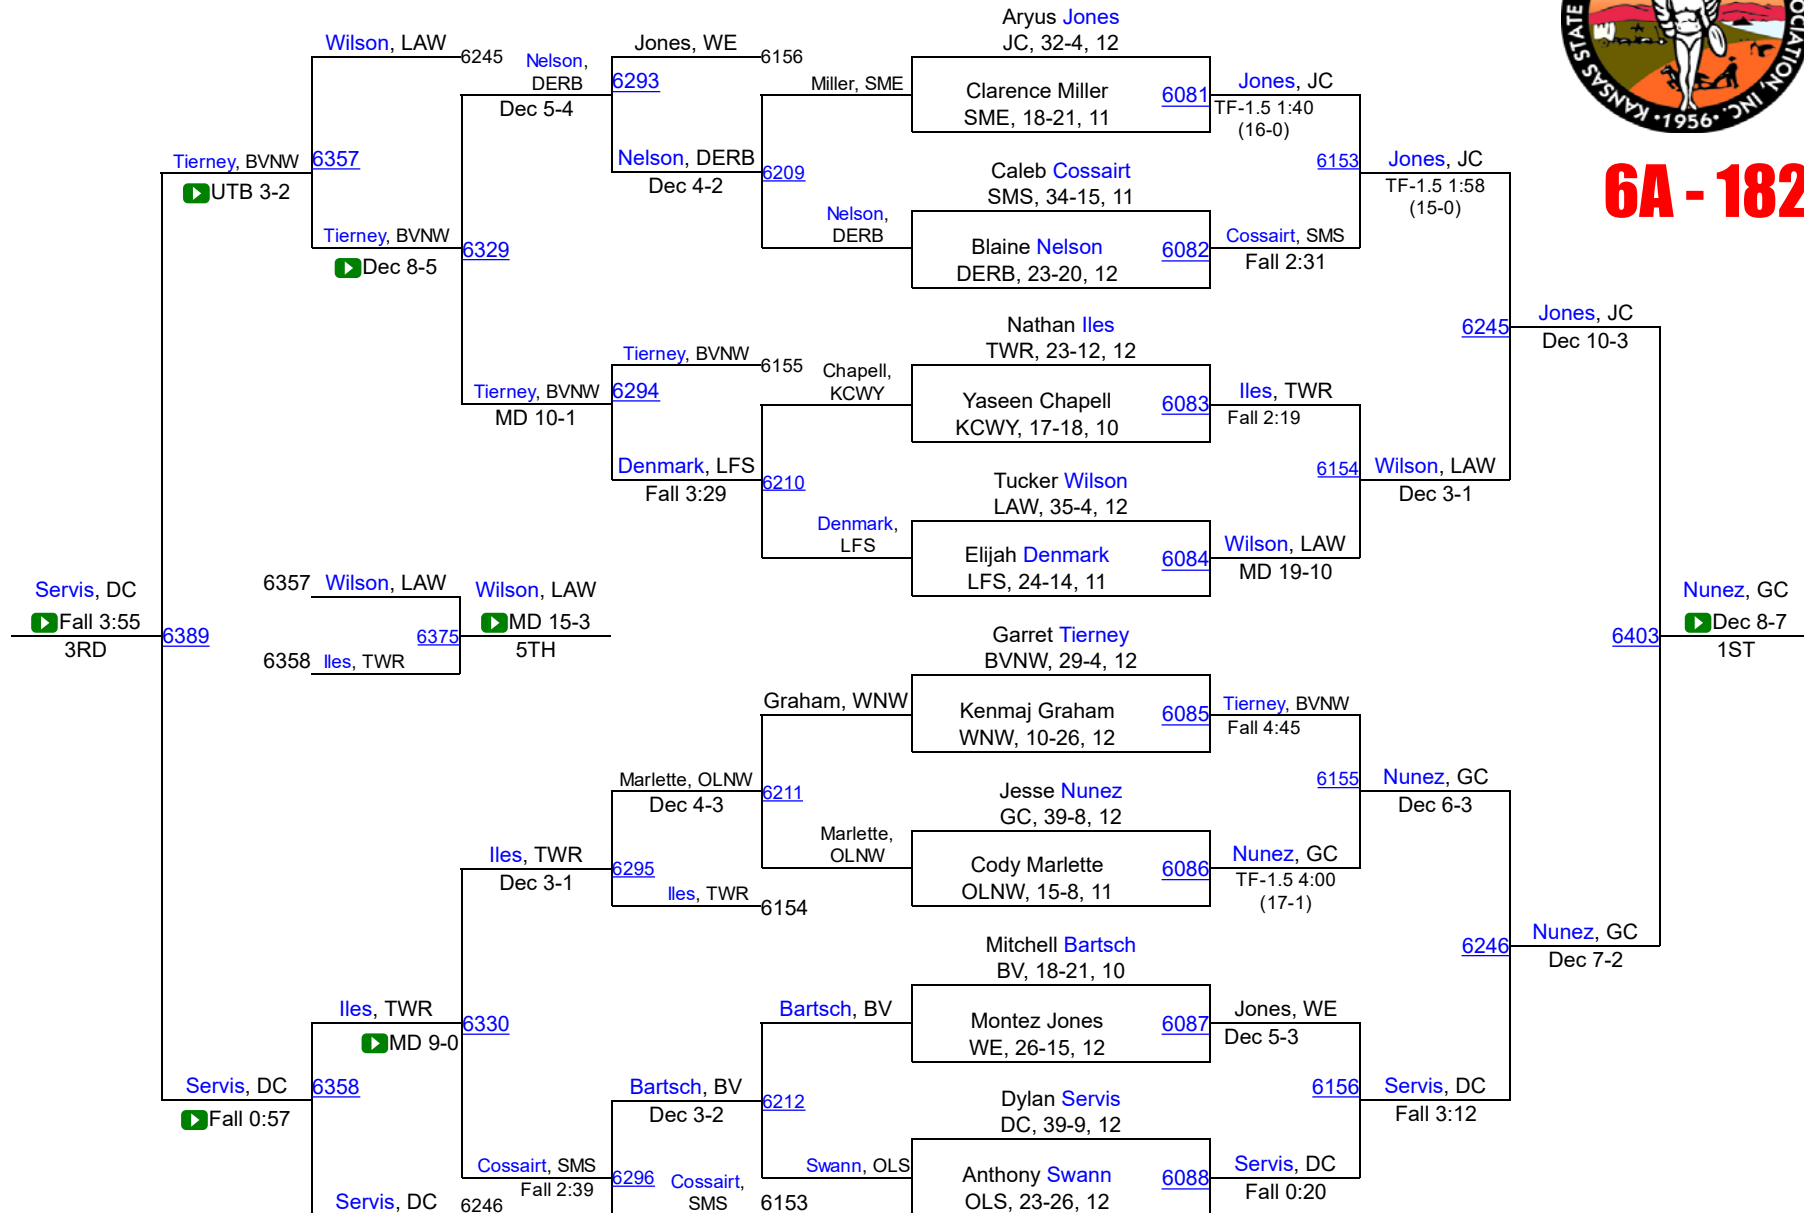 KANSAS STATE
OCIATION, INC.
•1956•
6A - 182
Aryus Jones
JC, 32-4, 12
Clarence Miller
SME, 18-21, 11
6081
Jones, JC
TF-1.5 1:40
(16-0)
Caleb Cossairt
SMS, 34-15, 11
Blaine Nelson
DERB, 23-20, 12
6082
Cossairt, SMS
Fall 2:31
6153
Jones, JC
TF-1.5 1:58
(15-0)
Nathan Iles
TWR, 23-12, 12
Yaseen Chapell
KCWY, 17-18, 10
6083
Iles, TWR
Fall 2:19
Tucker Wilson
LAW, 35-4, 12
Elijah Denmark
LFS, 24-14, 11
6084
Wilson, LAW
MD 19-10
6154
Wilson, LAW
Dec 3-1
6245
Jones, JC
Dec 10-3
Garret Tierney
BVNW, 29-4, 12
Kenmaj Graham
WNW, 10-26, 12
6085
Tierney, BVNW
Fall 4:45
Jesse Nunez
GC, 39-8, 12
Cody Marlette
OLNW, 15-8, 11
6086
Nunez, GC
TF-1.5 4:00
(17-1)
6155
Nunez, GC
Dec 6-3
Mitchell Bartsch
BV, 18-21, 10
Montez Jones
WE, 26-15, 12
6087
Jones, WE
Dec 5-3
Dylan Servis
DC, 39-9, 12
Anthony Swann
OLS, 23-26, 12
6088
Servis, DC
Fall 0:20
6156
Servis, DC
Fall 3:12
6246
Nunez, GC
Dec 7-2
6403
Nunez, GC
Dec 8-7
1ST
Miller, SME
Nelson,
DERB
6209
Nelson, DERB
Dec 4-2
Jones, WE
6156
6293
Nelson,
DERB
Dec 5-4
Chapell,
KCWY
Denmark,
LFS
6210
Denmark, LFS
Fall 3:29
Tierney, BVNW
6155
6294
Tierney, BVNW
MD 10-1
6329
Tierney, BVNW
Dec 8-5
Wilson, LAW
6245
6357
Tierney, BVNW
UTB 3-2
Graham, WNW
Marlette,
OLNW
6211
Marlette, OLNW
Dec 4-3
Iles, TWR
6154
6295
Iles, TWR
Dec 3-1
Bartsch, BV
Swann, OLS
6212
Bartsch, BV
Dec 3-2
Cossairt,
SMS
6153
6296
Cossairt, SMS
Fall 2:39
6330
Iles, TWR
MD 9-0
Servis, DC
6246
6358
Servis, DC
Fall 0:57
6389
Servis, DC
Fall 3:55
3RD
6357
Wilson, LAW
6358
Iles, TWR
6375
Wilson, LAW
MD 15-3
5TH